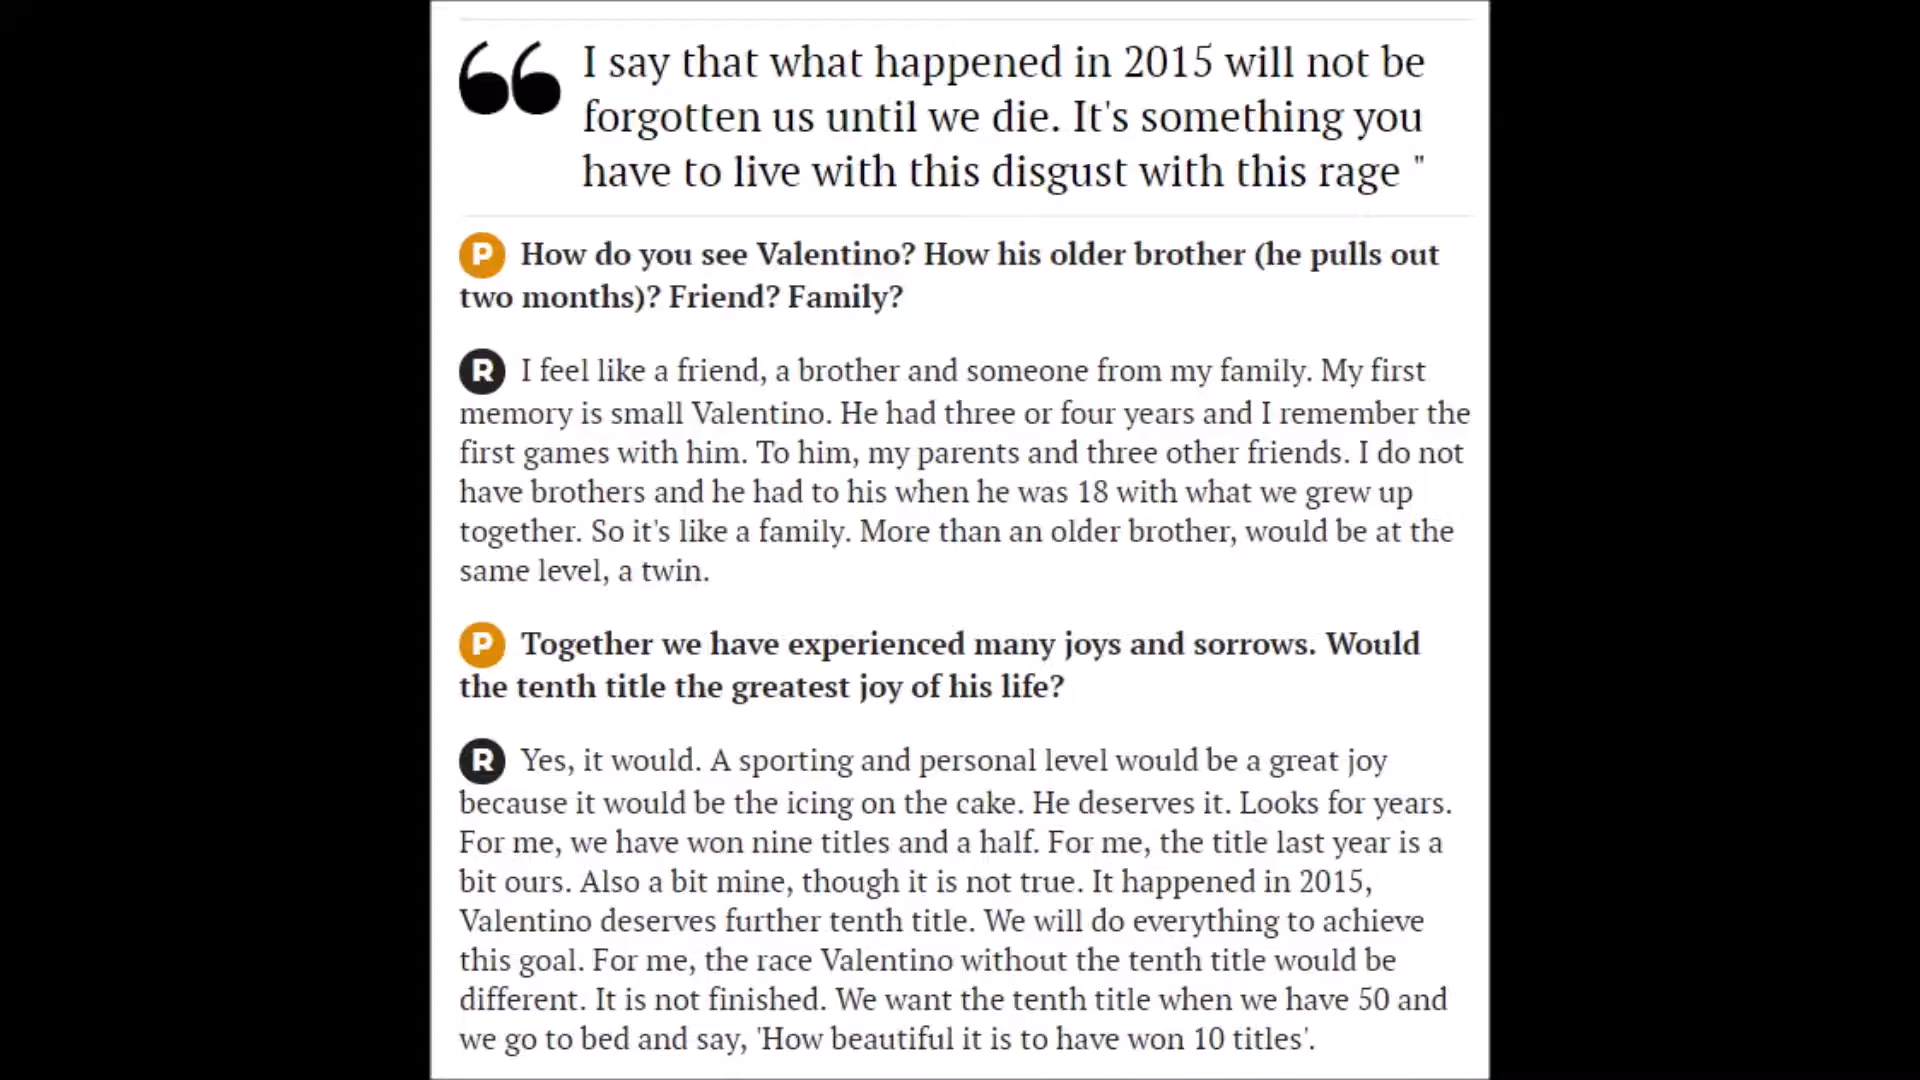 ❝ I say that what happened in 2015 will not be
forgotten us until we die. It's something you
have to live with this disgust with this rage "
P How do you see Valentino? How his older brother (he pulls out
two months)? Friend? Family?
R I feel like a friend, a brother and someone from my family. My first
memory is small Valentino. He had three or four years and I remember the
first games with him. To him, my parents and three other friends. I do not
have brothers and he had to his when he was 18 with what we grew up
together. So it's like a family. More than an older brother, would be at the
same level, a twin.
P Together we have experienced many joys and sorrows. Would
the tenth title the greatest joy of his life?
R Yes, it would. A sporting and personal level would be a great joy
because it would be the icing on the cake. He deserves it. Looks for years.
For me, we have won nine titles and a half. For me, the title last year is a
bit ours. Also a bit mine, though it is not true. It happened in 2015,
Valentino deserves further tenth title. We will do everything to achieve
this goal. For me, the race Valentino without the tenth title would be
different. It is not finished. We want the tenth title when we have 50 and
we go to bed and say, 'How beautiful it is to have won 10 titles'.